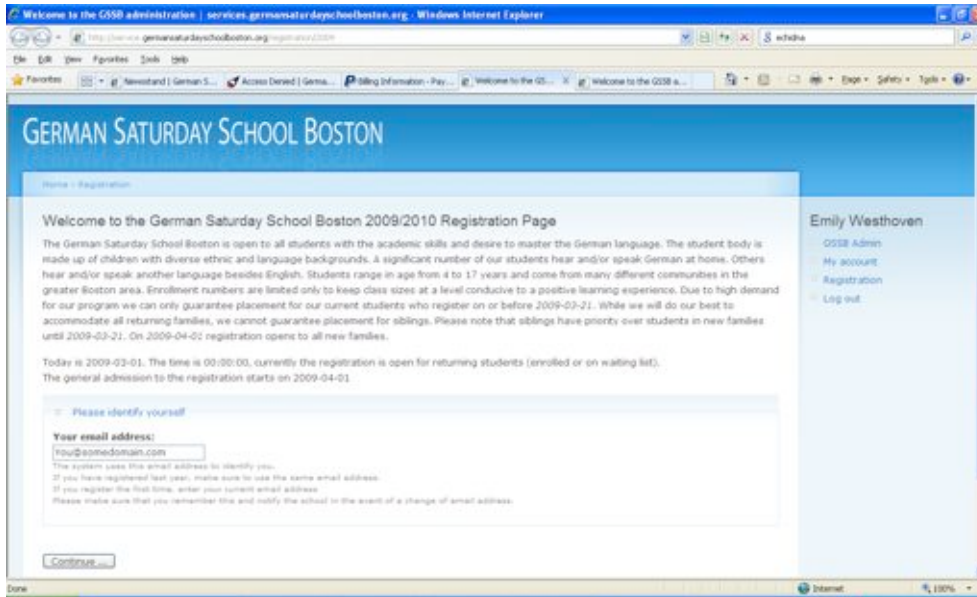 Welcome to the GSSB administration | services.germansaturdayschoolboston.org - Windows Internet Explorer
germansaturdayschoolboston.org echidna
File Edit View Favorites Tools Help
Favorites Newsstand | German S... Access Denied | Germa... Billing Information - Pay... Welcome to the GS... X Welcome to the GSSB a... Page Safety Tools
GERMAN SATURDAY SCHOOL BOSTON
Home > Registration
Welcome to the German Saturday School Boston 2009/2010 Registration Page
The German Saturday School Boston is open to all students with the academic skills and desire to master the German language. The student body is
made up of children with diverse ethnic and language backgrounds. A significant number of our students hear and/or speak German at home. Others
hear and/or speak another language besides English. Students range in age from 4 to 17 years and come from many different communities in the
greater Boston area. Enrollment numbers are limited only to keep class sizes at a level conducive to a positive learning experience. Due to high demand
for our program we can only guarantee placement for our current students who register on or before 2009-03-21. While we will do our best to
accommodate all returning families, we cannot guarantee placement for siblings. Please note that siblings have priority over students in new families
until 2009-03-21. On 2009-04-01 registration opens to all new families.
Today is 2009-03-01. The time is 00:00:00, currently the registration is open for returning students (enrolled or on waiting list).
The general admission to the registration starts on 2009-04-01
Please identify yourself
Your email address:
You@somedomain.com
The system uses this email address to identify you.
If you have registered last year, make sure to use the same email address.
If you register the first time, enter your current email address
Please make sure that you remember this and notify the school in the event of a change of email address.
Continue ...
Emily Westhoven
GSSB Admin
My account
Registration
Log out
Done Internet 100%